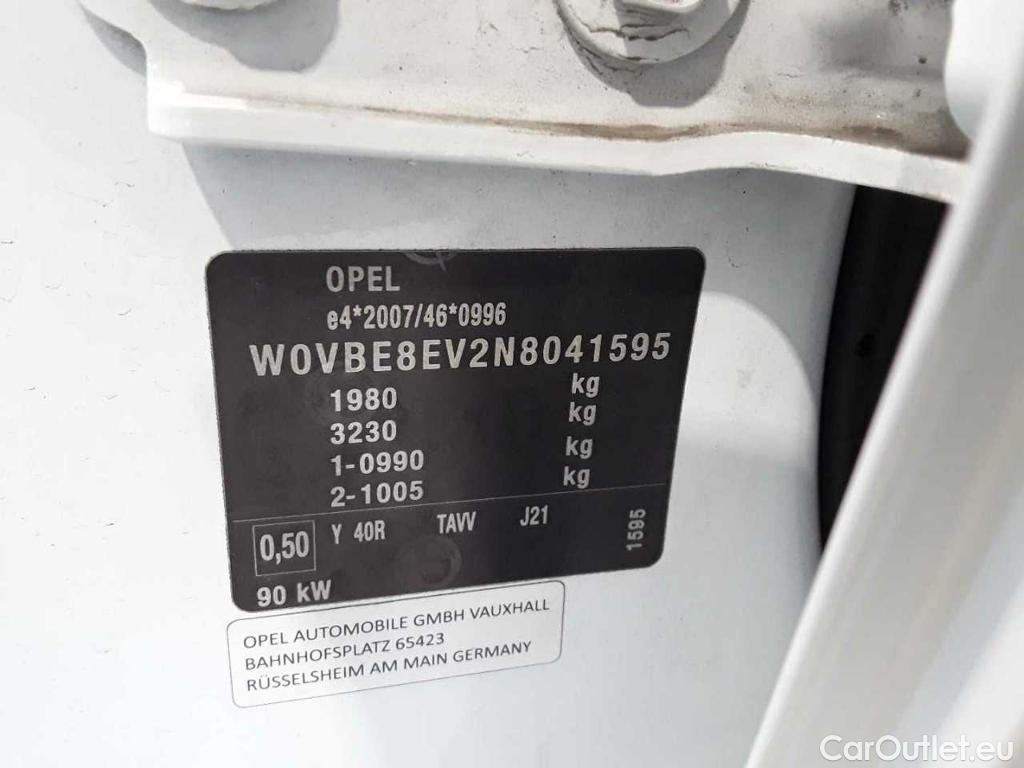 OPEL
e4*2007/46*0996
W0VBE8EV2N8041595
1980 kg
3230 kg
1-0990 kg
2-1005 kg
0,50 Y 40R TAVV J21 1595
90 kW
OPEL AUTOMOBILE GMBH VAUXHALL
BAHNHOFSPLATZ 65423
RÜSSELSHEIM AM MAIN GERMANY
CarOutlet.eu